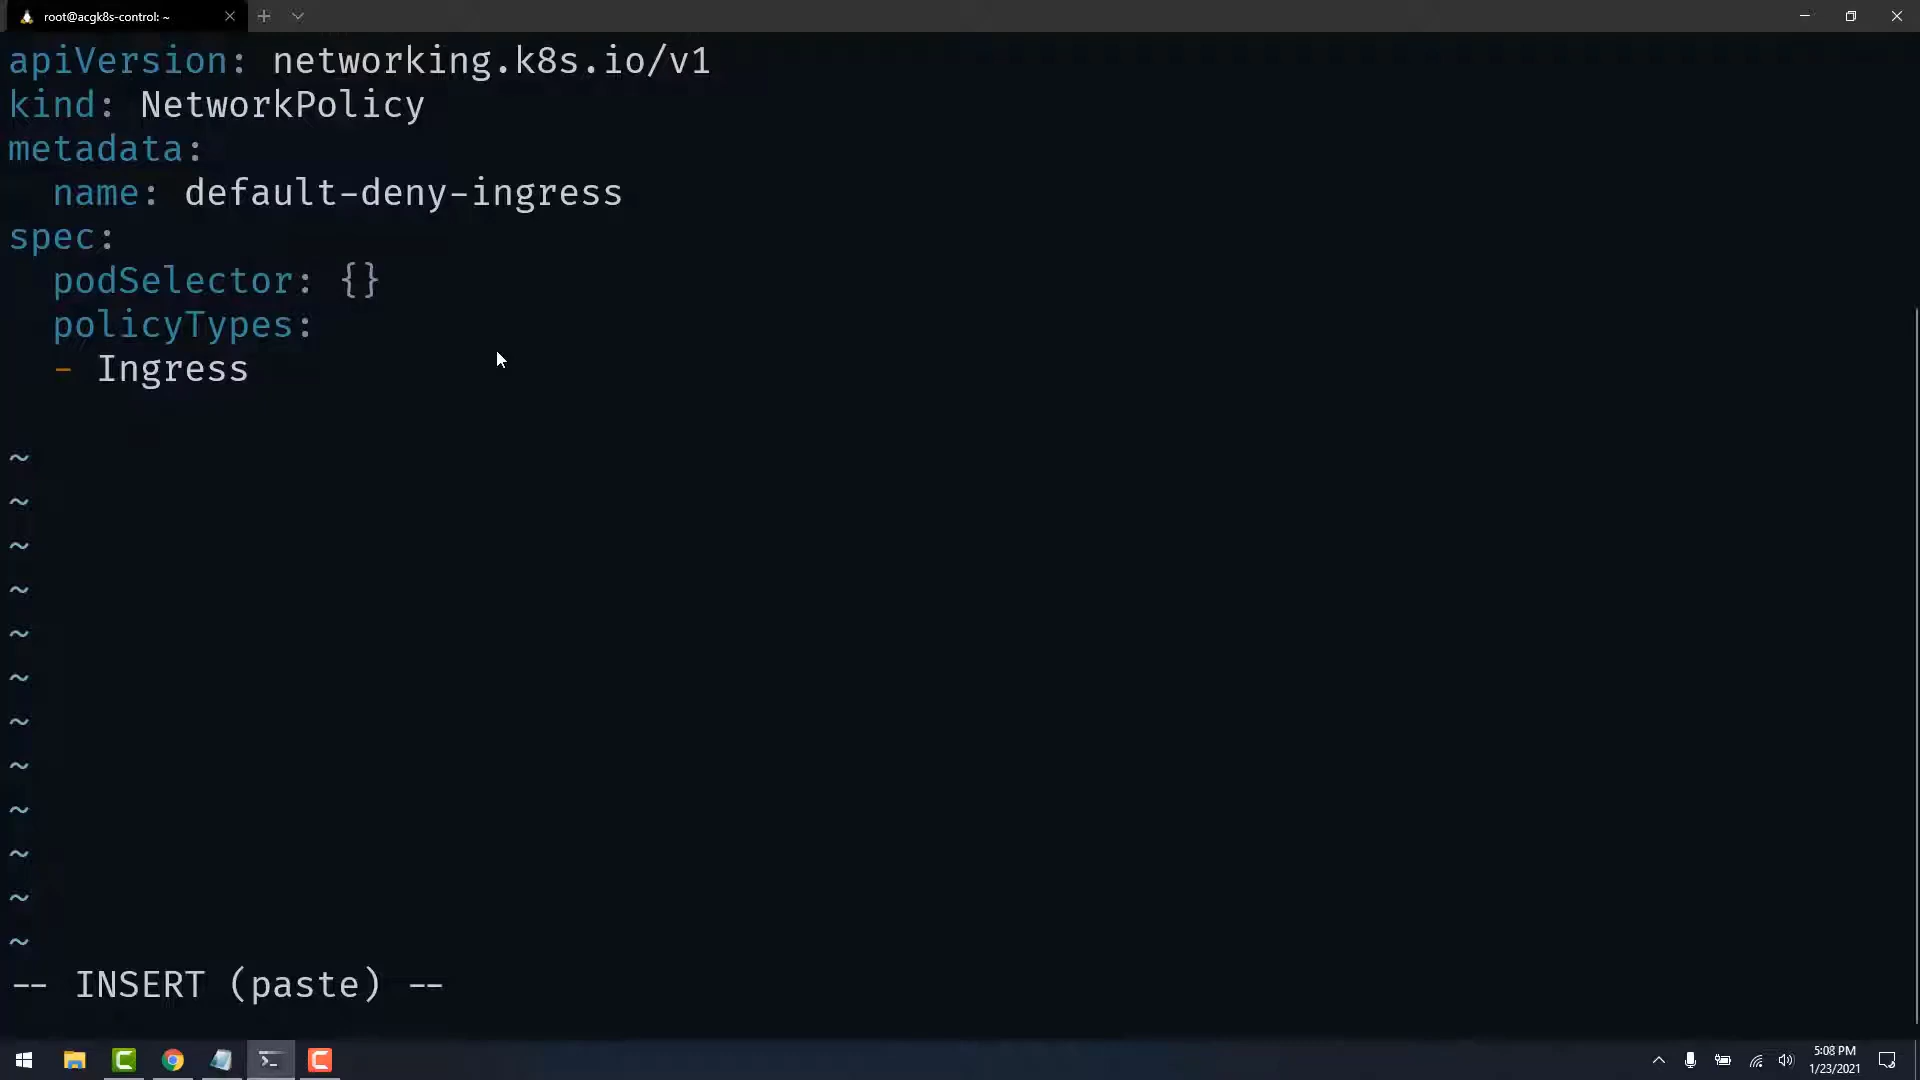 root@acgk8s-control: ~
apiVersion: networking.k8s.io/v1
kind: NetworkPolicy
metadata:
  name: default-deny-ingress
spec:
  podSelector: {}
  policyTypes:
  - Ingress
~
~
~
~
~
~
~
~
~
~
~
~
-- INSERT (paste) --
5:08 PM
1/23/2021